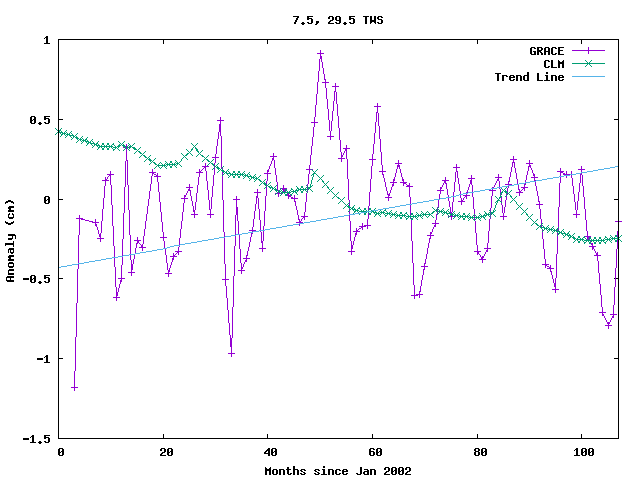 7.5, 29.5 TWS
GRACE
CLM
Trend Line
1
0.5
0
-0.5
-1
-1.5
Anomaly (cm)
0 20 40 60 80 100
Months since Jan 2002